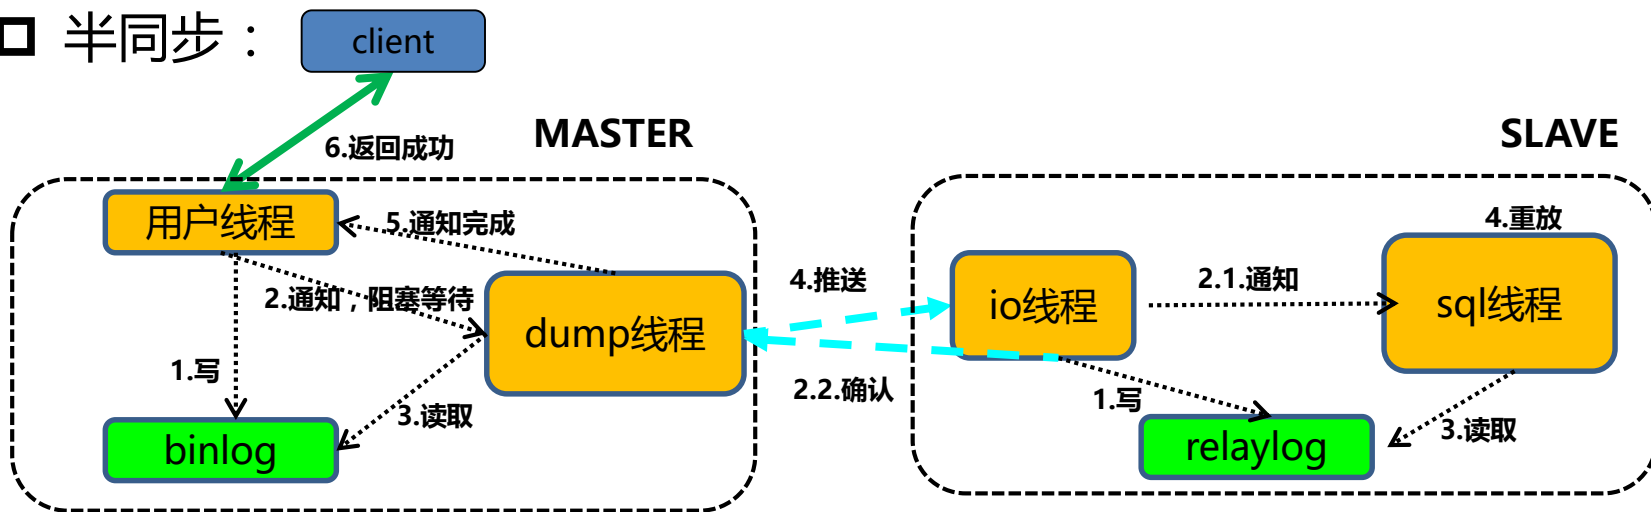 半同步：
client
6.返回成功
MASTER
SLAVE
用户线程
5.通知完成
4.重放
4.推送
2.1.通知
io线程
sql线程
2.通知，阻塞等待
dump线程
1.写
2.2.确认
1.写
3.读取
3.读取
binlog
relaylog